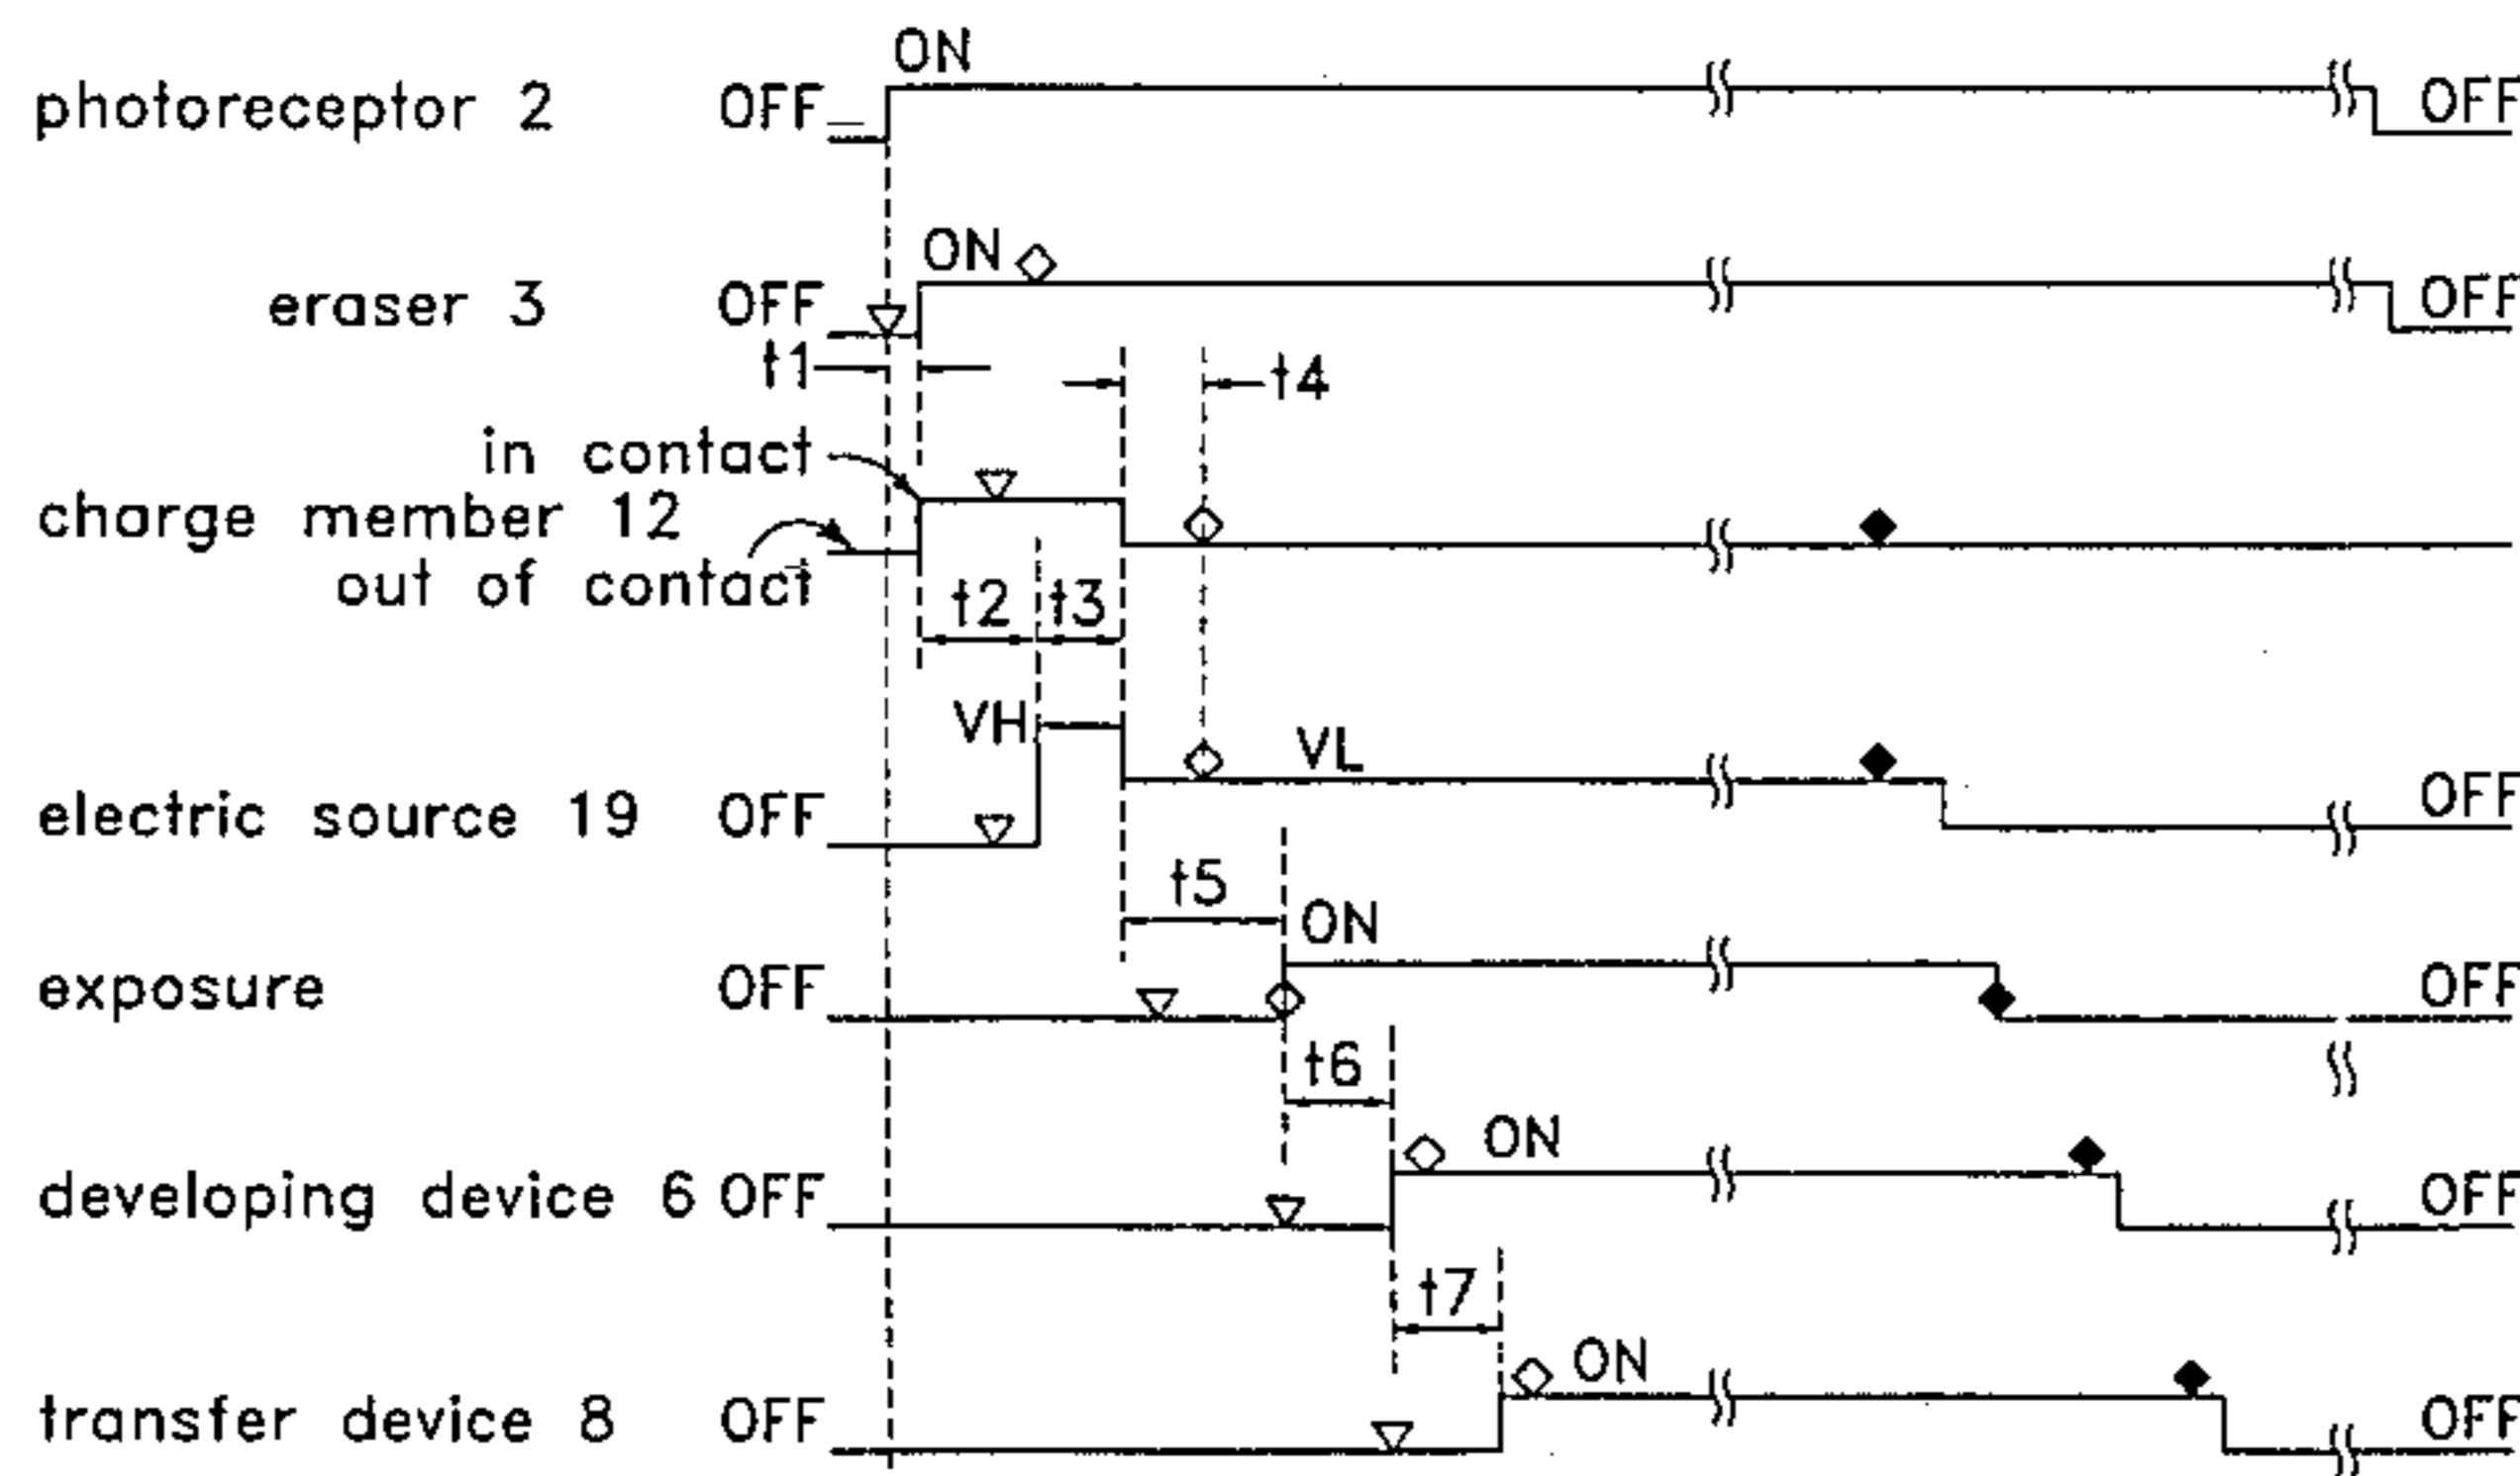 ON
photoreceptor 2 OFF OFF
ON
eraser 3 OFF OFF
t1 t4
in contact
charge member 12
out of contact
t2 t3
VH VL
electric source 19 OFF OFF
t5
ON
exposure OFF OFF
t6
ON
developing device 6 OFF OFF
t7
ON
transfer device 8 OFF OFF